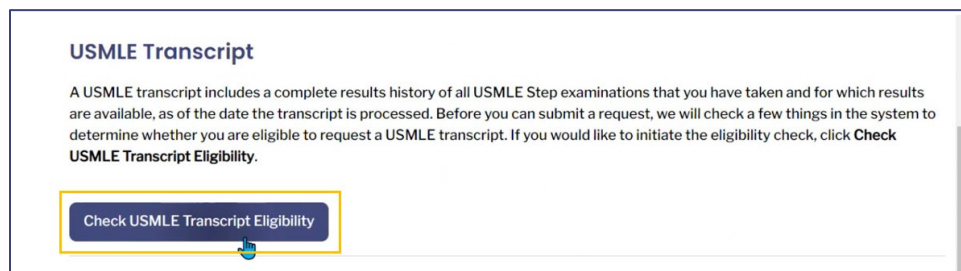 USMLE Transcript
A USMLE transcript includes a complete results history of all USMLE Step examinations that you have taken and for which results
are available, as of the date the transcript is processed. Before you can submit a request, we will check a few things in the system to
determine whether you are eligible to request a USMLE transcript. If you would like to initiate the eligibility check, click Check
USMLE Transcript Eligibility.
Check USMLE Transcript Eligibility